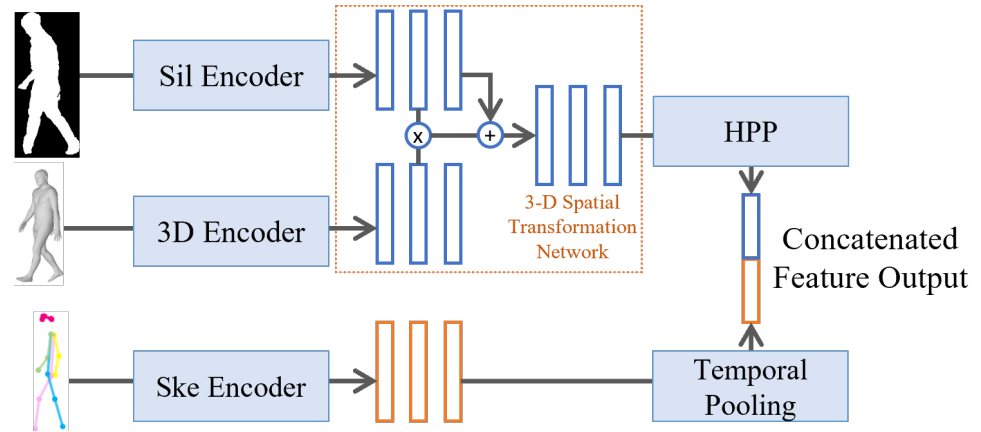 Sil Encoder
x
+
HPP
3-D Spatial
Transformation
Network
3D Encoder
Concatenated
Feature Output
Ske Encoder
Temporal
Pooling